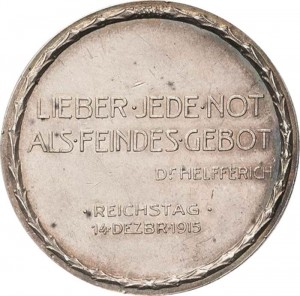 LIEBER·JEDE·NOT
ALS·FEINDES·GEBOT
Dr HELFFERICH
·REICHSTAG·
14·DEZBR·1915